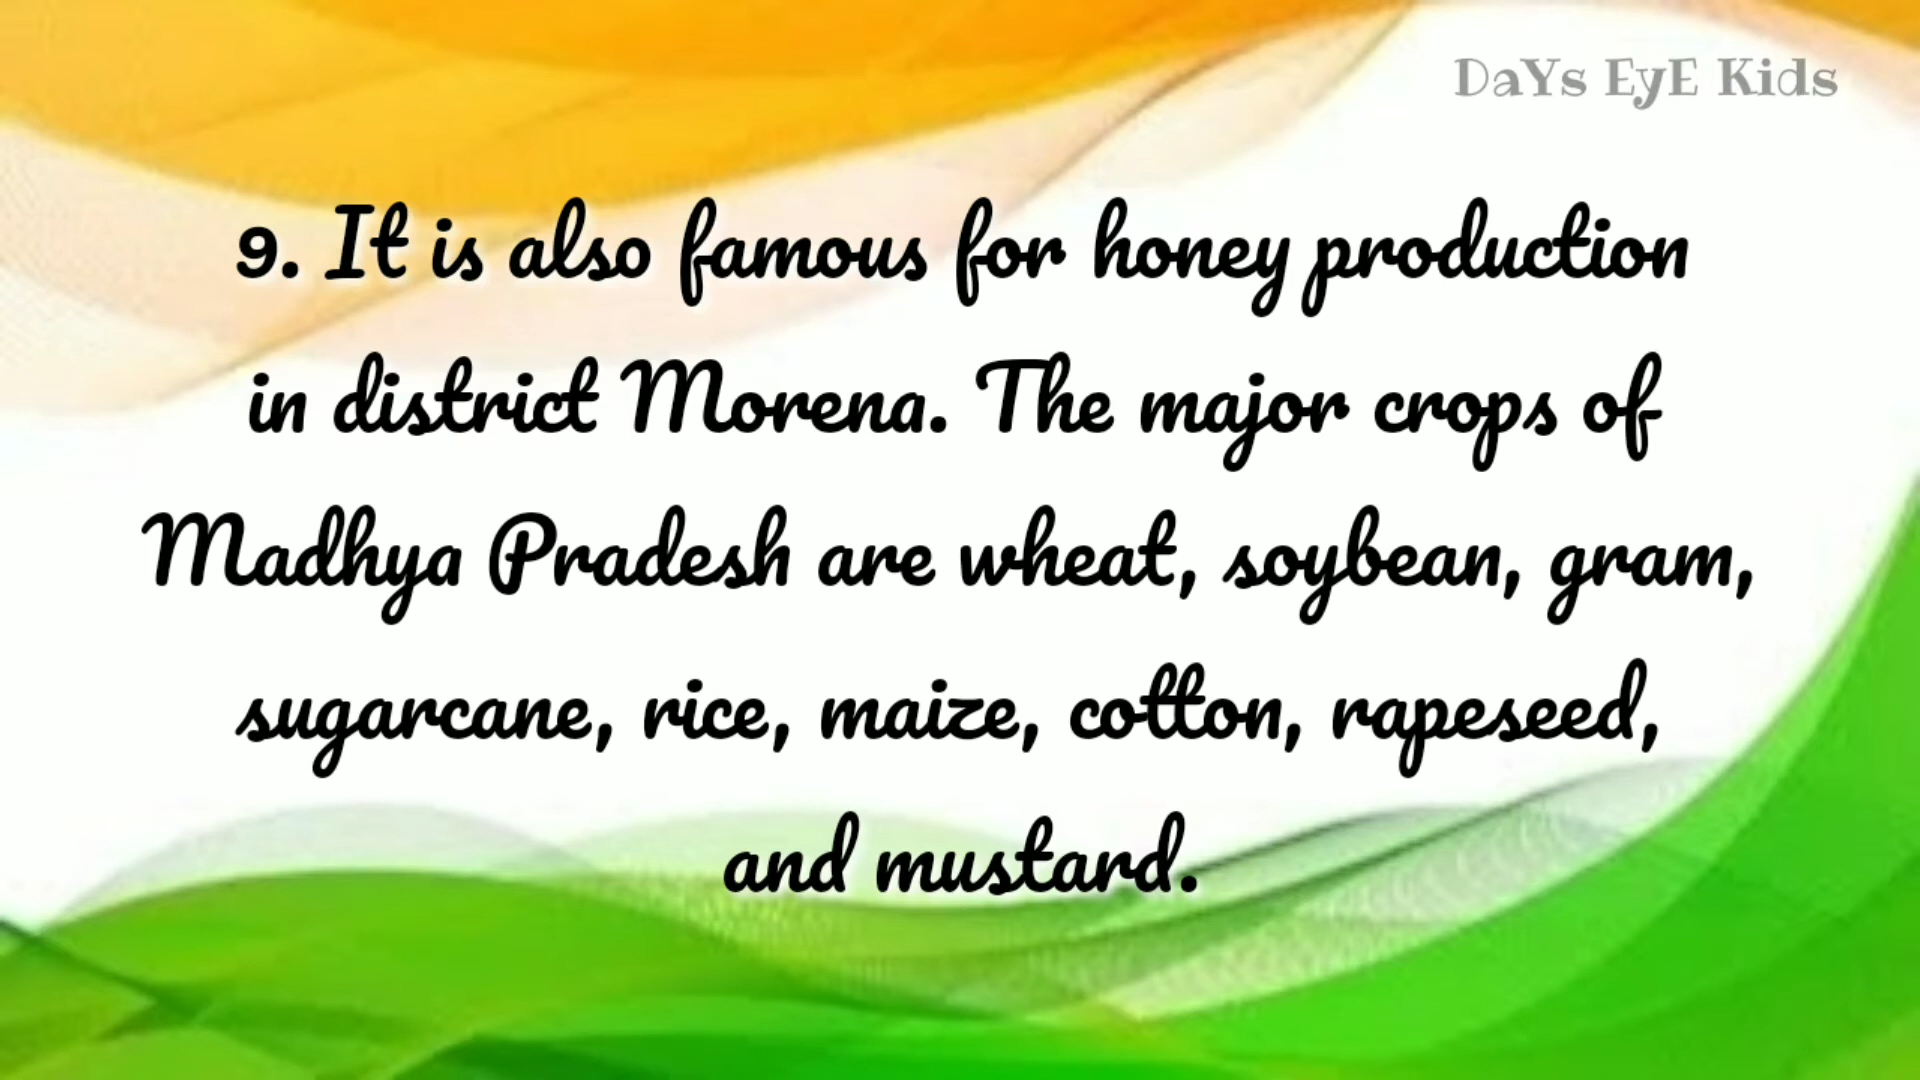 DaYs EyE Kids
9. It is also famous for honey production
in district Morena. The major crops of
Madhya Pradesh are wheat, soybean, gram,
sugarcane, rice, maize, cotton, rapeseed,
and mustard.